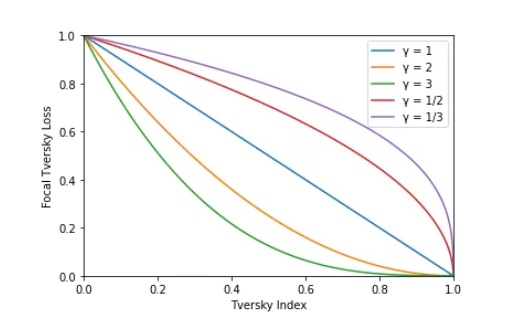 1.0
γ = 1
γ = 2
γ = 3
γ = 1/2
γ = 1/3
0.8
0.6
0.4
0.2
0.0
Focal Tversky Loss
0.0 0.2 0.4 0.6 0.8 1.0
Tversky Index